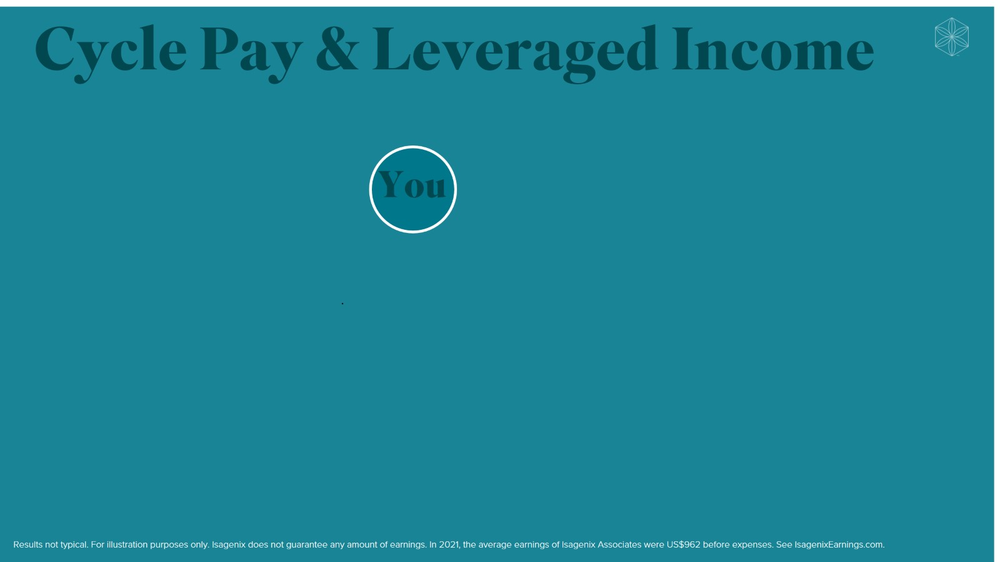 Cycle Pay & Leveraged Income
You
Results not typical. For illustration purposes only. Isagenix does not guarantee any amount of earnings. In 2021, the average earnings of Isagenix Associates were US$962 before expenses. See IsagenixEarnings.com.